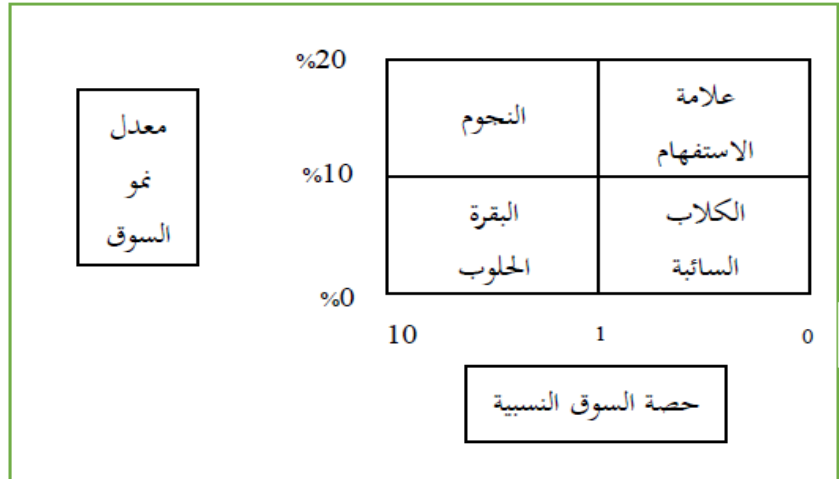 %20
علامة
الاستفهام
النجوم
معدل
نمو
السوق
%10
الكلاب
السائبة
البقرة
الحلوب
%0
10
1
0
حصة السوق النسبية